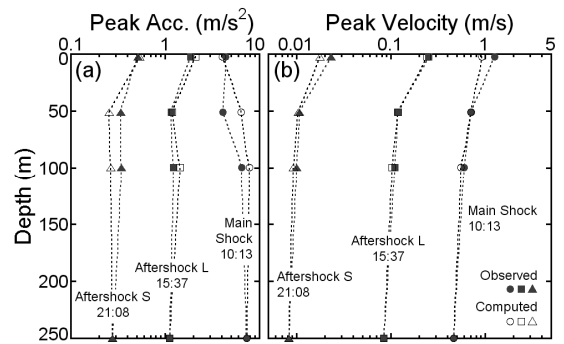 Peak Acc. (m/s²)
Peak Velocity (m/s)
0.1
1
10
0.01
0.1
1
5
0
50
100
150
200
250
Depth (m)
(a)
Main
Shock
10:13
Aftershock L
15:37
Aftershock S
21:08
(b)
Main Shock
10:13
Aftershock L
15:37
Aftershock S
21:08
Observed
Computed